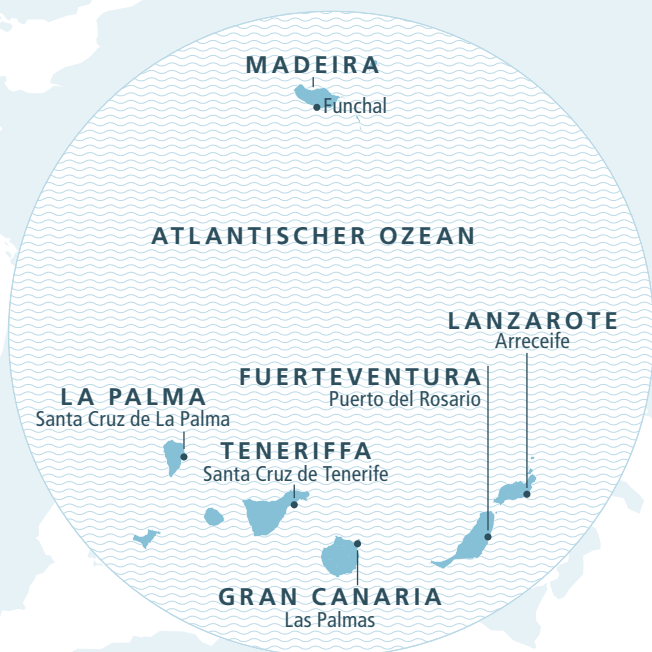 MADEIRA
Funchal
ATLANTISCHER OZEAN
LANZAROTE
Arreceife
FUERTEVENTURA
Puerto del Rosario
LA PALMA
Santa Cruz de La Palma
TENERIFFA
Santa Cruz de Tenerife
GRAN CANARIA
Las Palmas